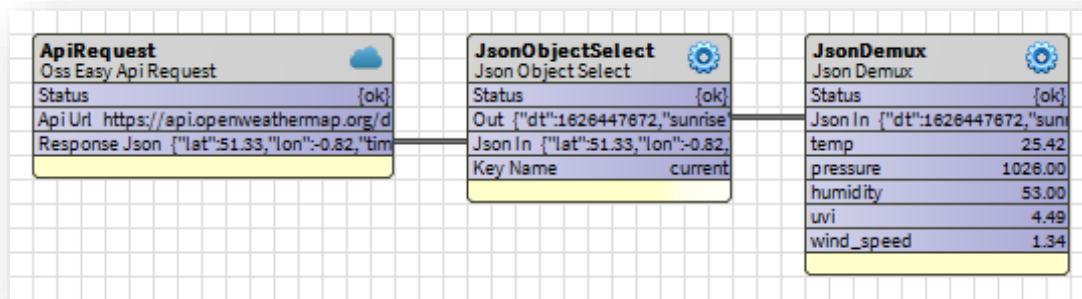 ApiRequest
Oss Easy Api Request
Status {ok}
Api Url https://api.openweathermap.org/d
Response Json {"lat":51.33,"lon":-0.82,"tim
JsonObjectSelect
Json Object Select
Status {ok}
Out {"dt":1626447672,"sunrise"
Json In {"lat":51.33,"lon":-0.82,
Key Name current
JsonDemux
Json Demux
Status {ok}
Json In {"dt":1626447672,"sun
temp 25.42
pressure 1026.00
humidity 53.00
uvi 4.49
wind_speed 1.34